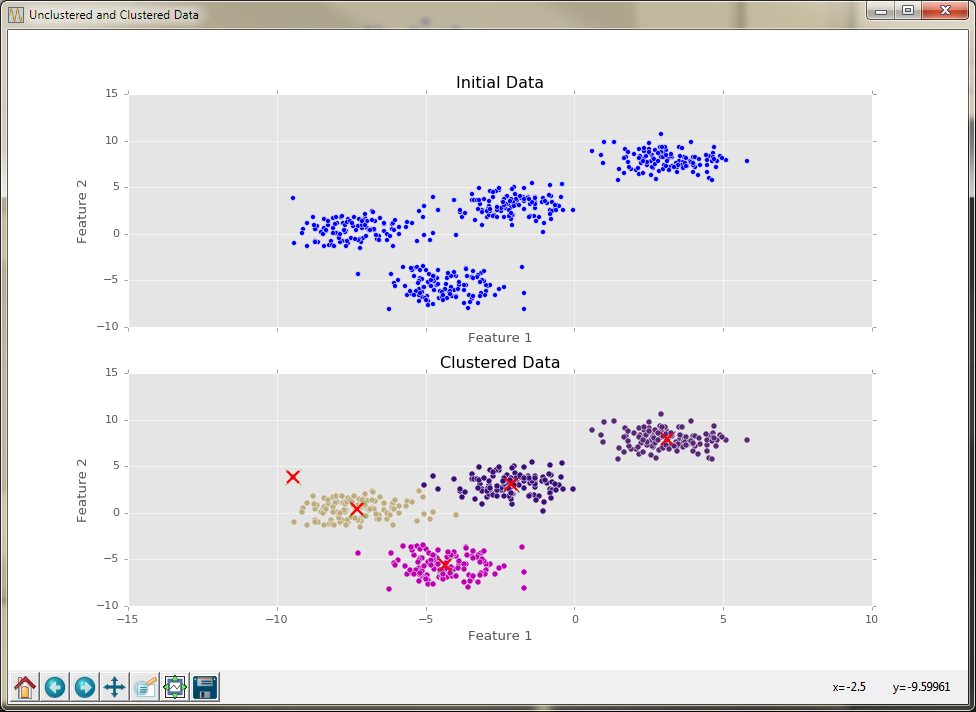 Unclustered and Clustered Data
Initial Data
15
10
5
0
−5
−10
Feature 2
Feature 1
Clustered Data
15
10
5
0
−5
−10
Feature 2
−15 −10 −5 0 5 10
Feature 1
x=-2.5 y=-9.59961